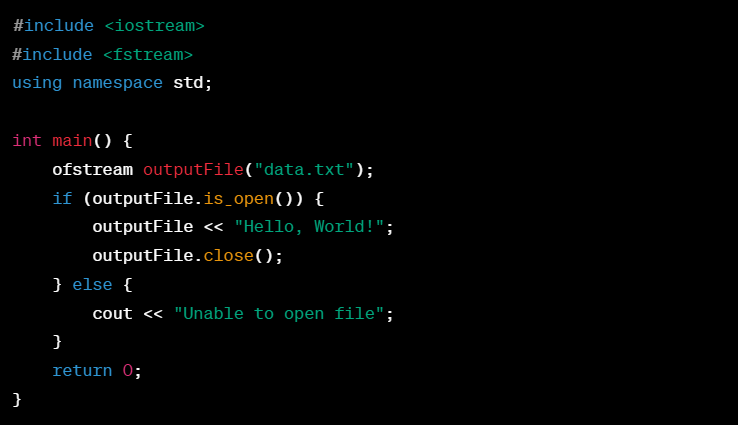 #include <iostream>
#include <fstream>
using namespace std;

int main() {
    ofstream outputFile("data.txt");
    if (outputFile.is_open()) {
        outputFile << "Hello, World!";
        outputFile.close();
    } else {
        cout << "Unable to open file";
    }
    return 0;
}